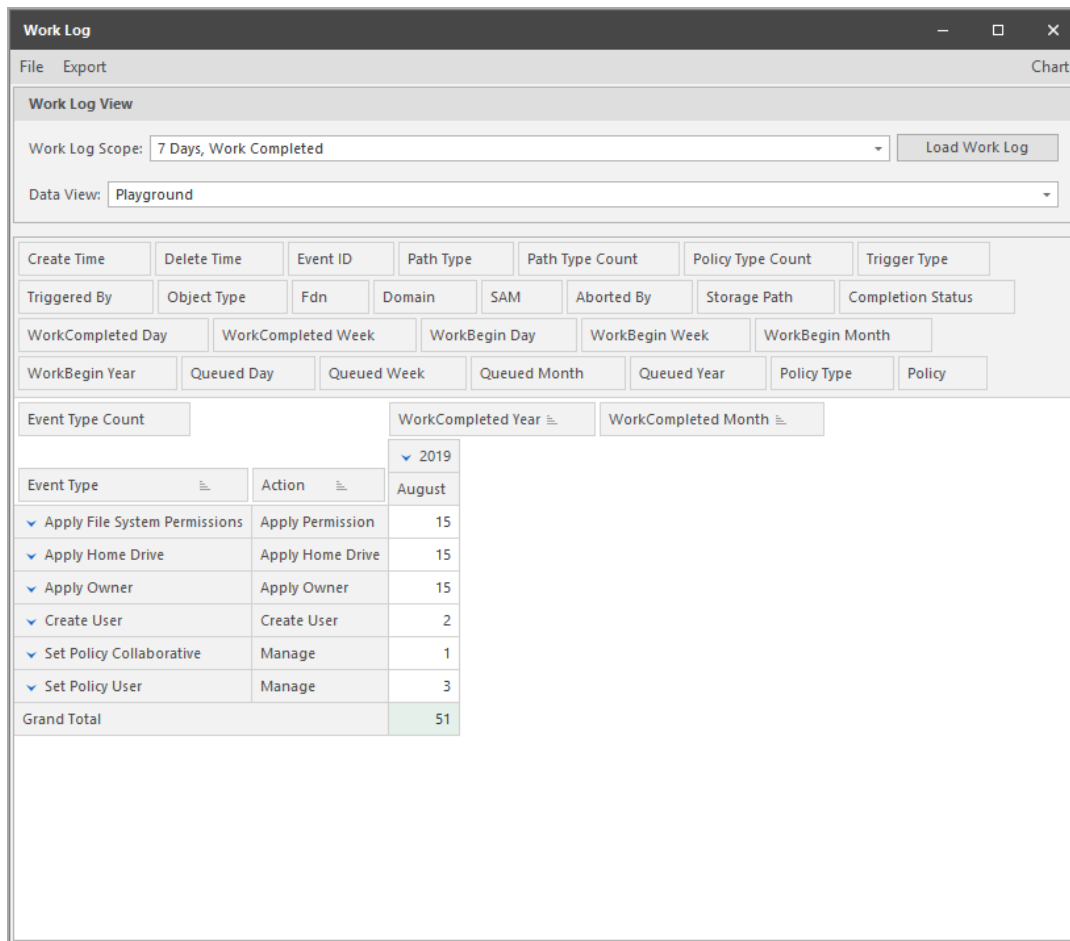 Work Log
File Export Chart
Work Log View
Work Log Scope: 7 Days, Work Completed Load Work Log
Data View: Playground
Create Time Delete Time Event ID Path Type Path Type Count Policy Type Count Trigger Type
Triggered By Object Type Fdn Domain SAM Aborted By Storage Path Completion Status
WorkCompleted Day WorkCompleted Week WorkBegin Day WorkBegin Week WorkBegin Month
WorkBegin Year Queued Day Queued Week Queued Month Queued Year Policy Type Policy
Event Type Count WorkCompleted Year WorkCompleted Month
2019
Event Type Action August
Apply File System Permissions Apply Permission 15
Apply Home Drive Apply Home Drive 15
Apply Owner Apply Owner 15
Create User Create User 2
Set Policy Collaborative Manage 1
Set Policy User Manage 3
Grand Total 51